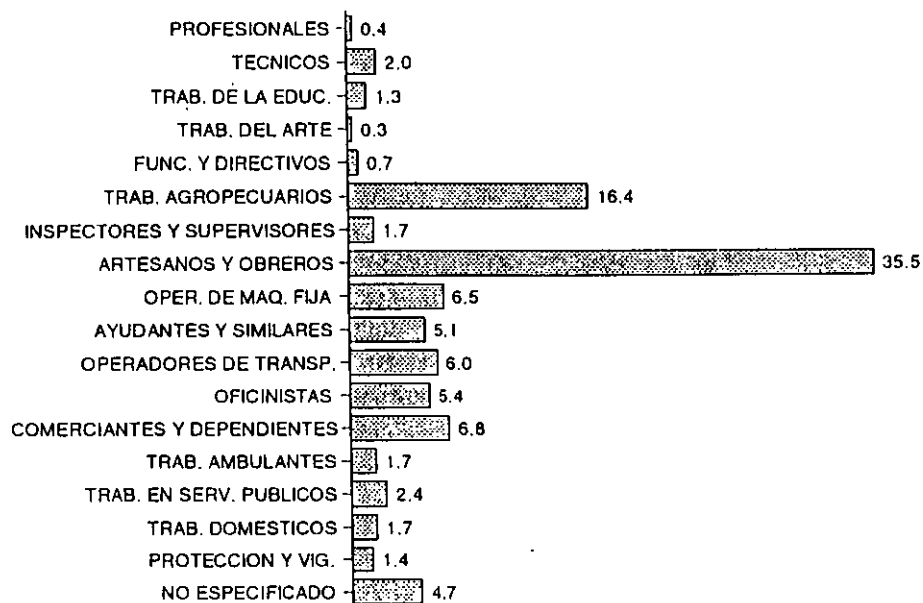 PROFESIONALES 0.4
TECNICOS 2.0
TRAB. DE LA EDUC. 1.3
TRAB. DEL ARTE 0.3
FUNC. Y DIRECTIVOS 0.7
TRAB. AGROPECUARIOS 16.4
INSPECTORES Y SUPERVISORES 1.7
ARTESANOS Y OBREROS 35.5
OPER. DE MAQ. FIJA 6.5
AYUDANTES Y SIMILARES 5.1
OPERADORES DE TRANSP. 6.0
OFICINISTAS 5.4
COMERCIANTES Y DEPENDIENTES 6.8
TRAB. AMBULANTES 1.7
TRAB. EN SERV. PUBLICOS 2.4
TRAB. DOMESTICOS 1.7
PROTECCION Y VIG. 1.4
NO ESPECIFICADO 4.7